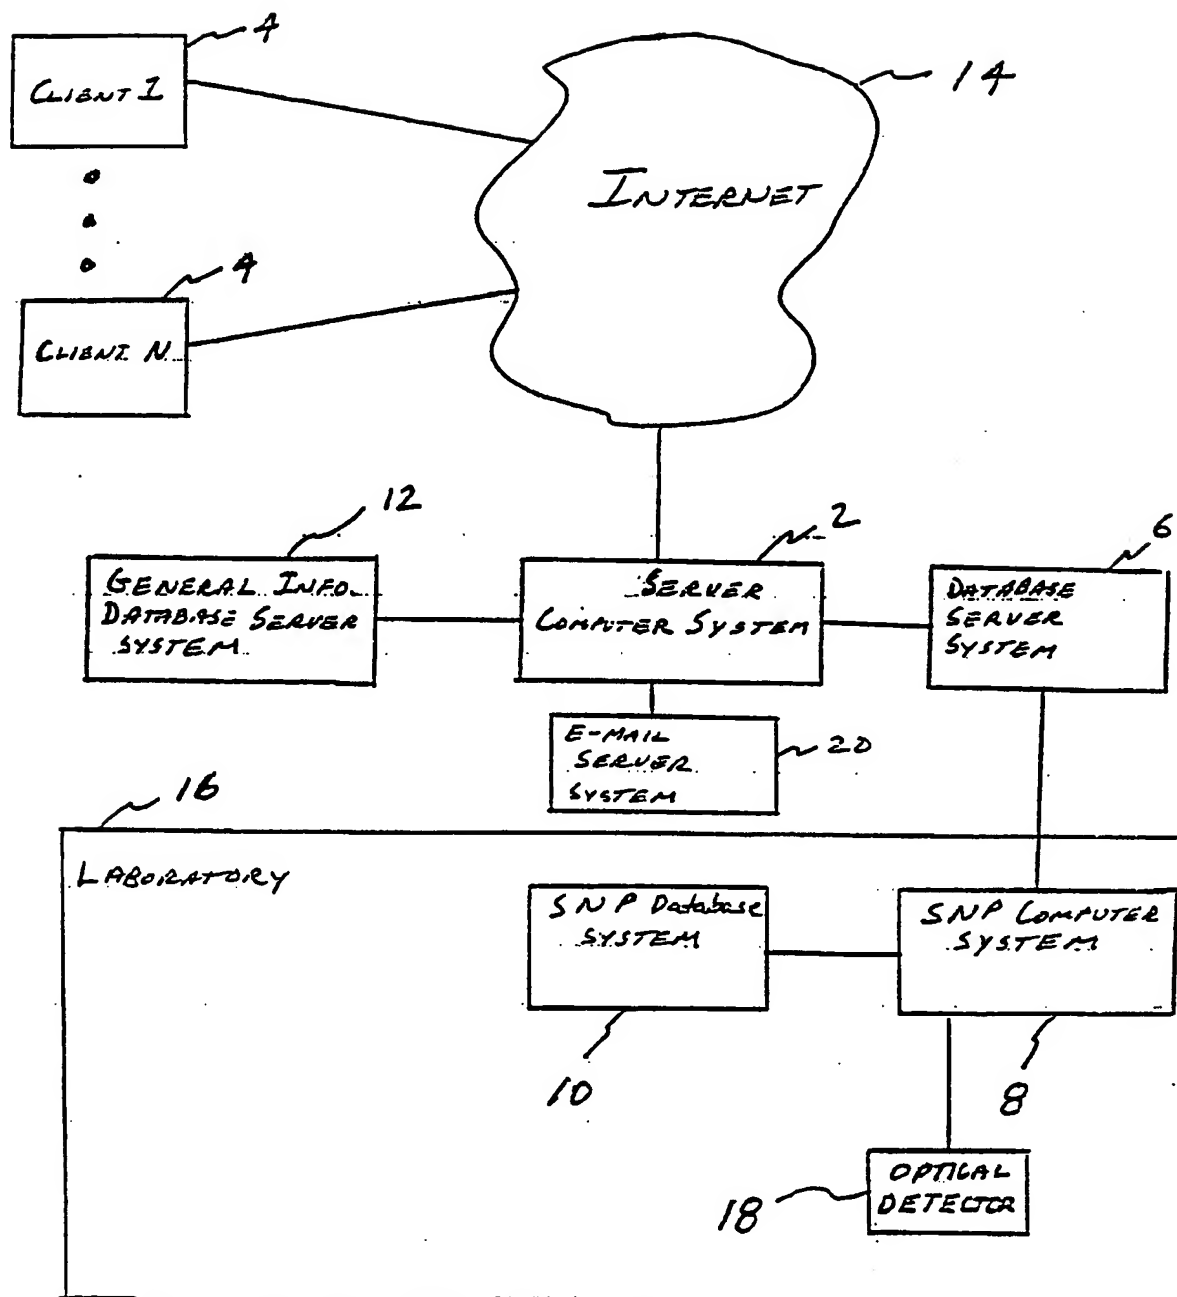 4
CLIENT 1
14
INTERNET
4
CLIENT N
12
2
6
GENERAL INFO.
DATABASE SERVER
SYSTEM
SERVER
COMPUTER SYSTEM
DATABASE
SERVER
SYSTEM
E-MAIL
SERVER
SYSTEM
20
16
LABORATORY
SNP Database
SYSTEM
SNP COMPUTER
SYSTEM
10
8
OPTICAL
DETECTOR
18